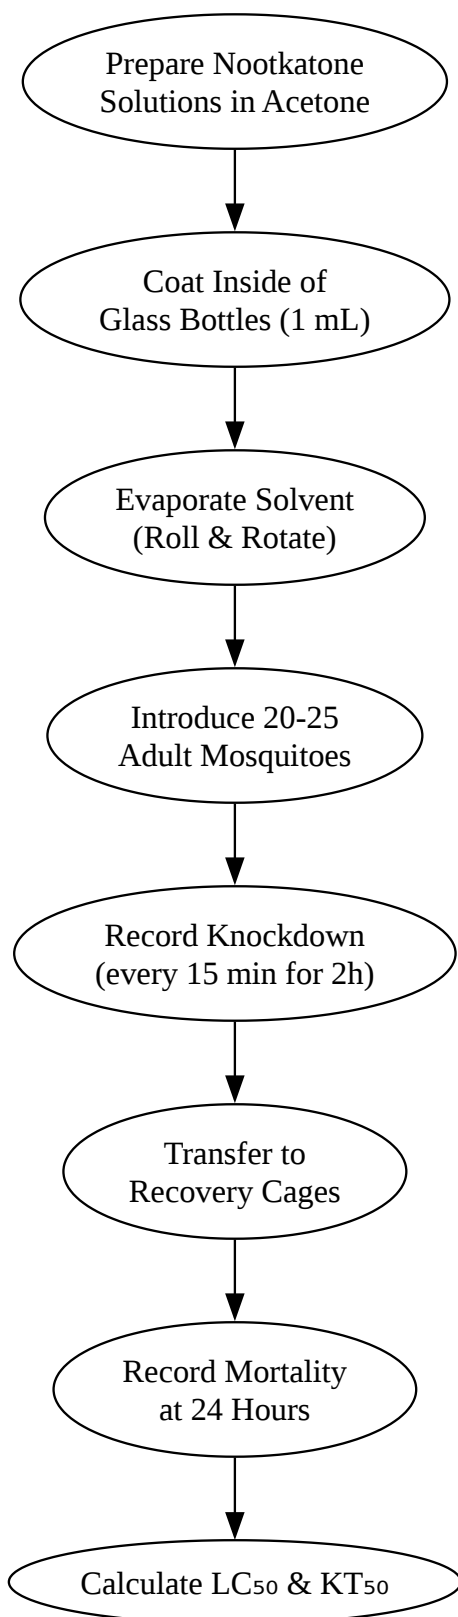 Prepare Nootkatone
Solutions in Acetone
Coat Inside of
Glass Bottles (1 mL)
Evaporate Solvent
(Roll & Rotate)
Introduce 20-25
Adult Mosquitoes
Record Knockdown
(every 15 min for 2h)
Transfer to
Recovery Cages
Record Mortality
at 24 Hours
Calculate LC₅₀ & KT₅₀